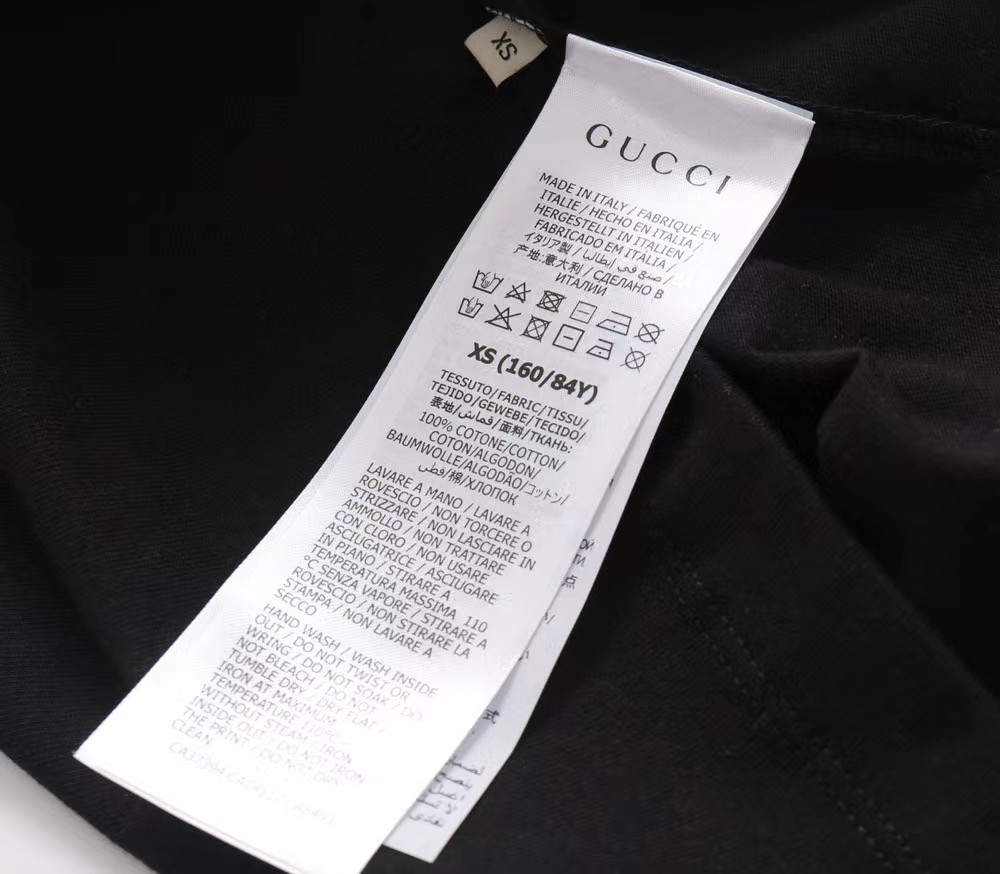 XS
GUCCI
MADE IN ITALY / FABRIQUÉ EN
ITALIE / HECHO EN ITALIA /
HERGESTELLT IN ITALIEN /
FABRICADO EM ITALIA /
イタリア製 / صنع في إيطاليا /
产地:意大利 / СДЕЛАНО В
ИТАЛИИ
XS (160/84Y)
TESSUTO/FABRIC/TISSU/
TEJIDO/GEWEBE/TECIDO/
表地/قماش/面料/ТКАНЬ:
100% COTONE/COTTON/
COTON/ALGODON/
BAUMWOLLE/ALGODÃO/コットン/
قطن/棉/ХЛОПОК
LAVARE A MANO / LAVARE A
ROVESCIO / NON TORCERE O
STRIZZARE / NON LASCIARE IN
AMMOLLO / NON TRATTARE
CON CLORO / NON USARE
ASCIUGATRICE / ASCIUGARE
IN PIANO / STIRARE A
TEMPERATURA MASSIMA 110
°C SENZA VAPORE / STIRARE A
ROVESCIO / NON STIRARE LA
STAMPA / NON LAVARE A
SECCO
HAND WASH / WASH INSIDE
OUT / DO NOT TWIST OR
WRING / DO NOT SOAK / DO
NOT BLEACH / DO NOT
TUMBLE DRY / DRY FLAT /
IRON AT MAXIMUM
TEMPERATURE 110°C
WITHOUT STEAM / IRON
INSIDE OUT / DO NOT IRON
THE PRINT / DO NOT DRY
CLEAN
点
式